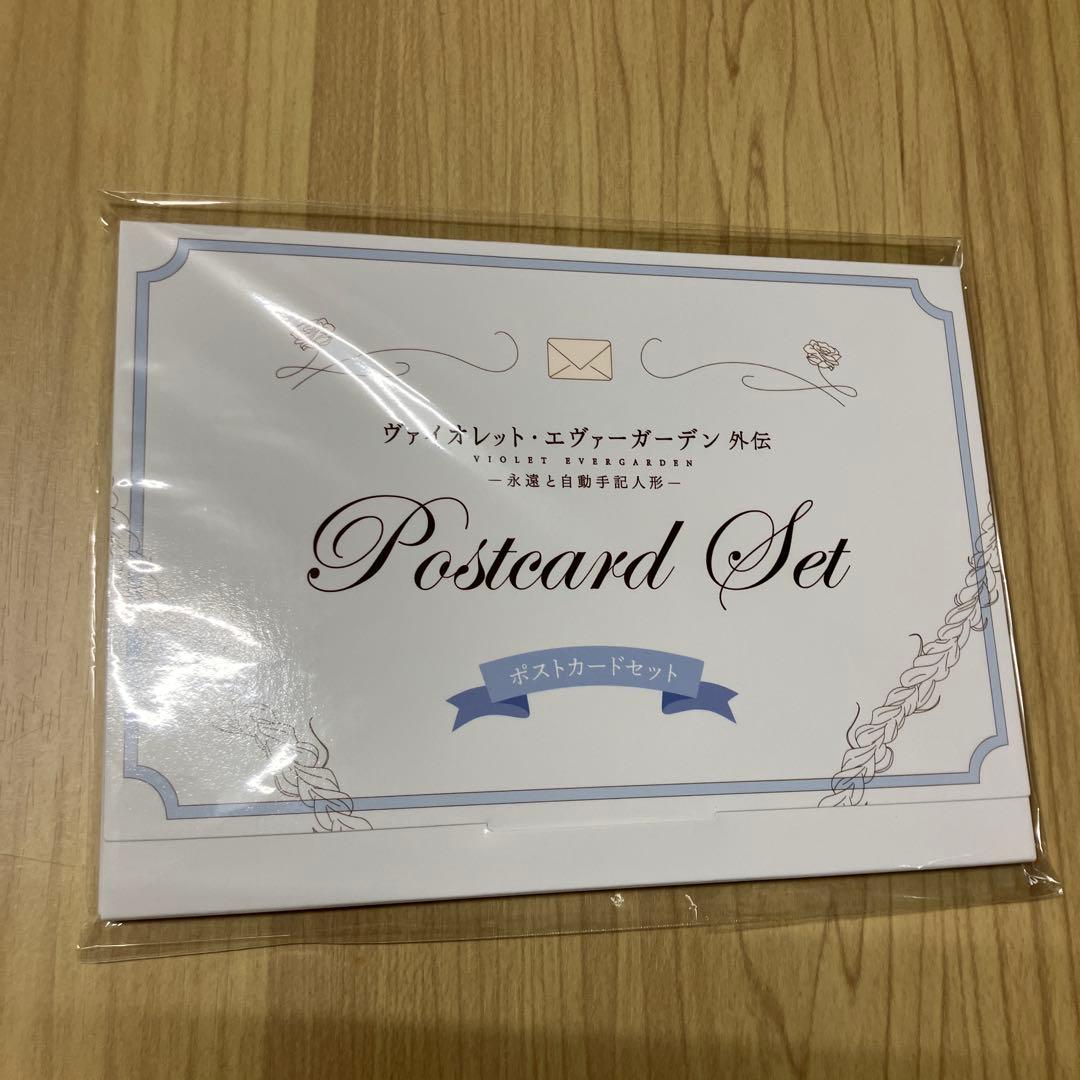 ヴァイオレット・エヴァーガーデン 外伝
VIOLET EVERGARDEN
―永遠と自動手記人形―
Postcard Set
ポストカードセット